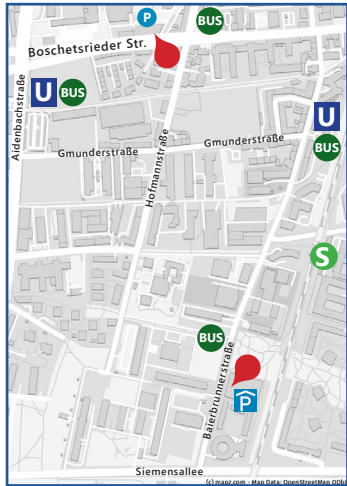 P
BUS
Boschetsrieder Str.
U
BUS
U
Aidenbachstraße
Gmunderstraße
BUS
Gmunderstraße
Hofmannstraße
S
BUS
Baierbrunnerstraße
P
Siemensallee
(c) mapz.com - Map Data: OpenStreetMap ODbL